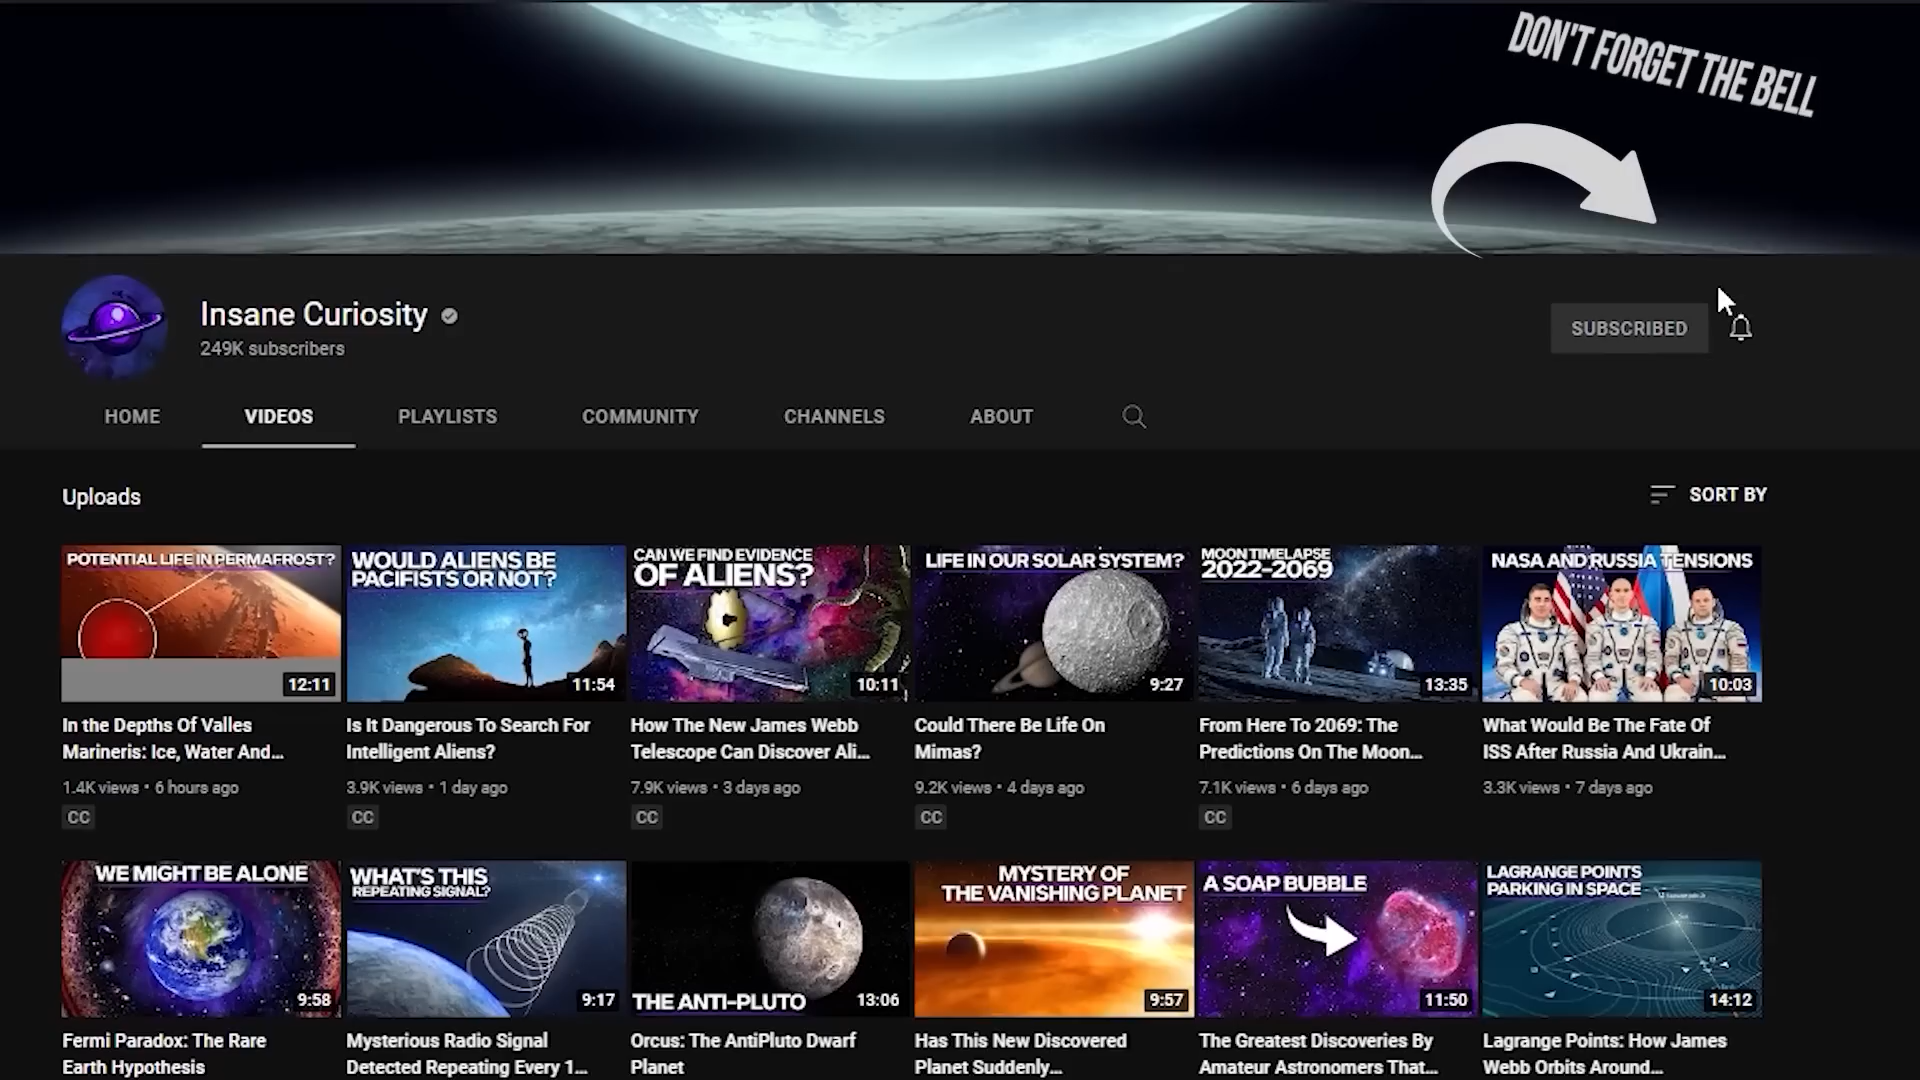 DON'T FORGET THE BELL
Insane Curiosity
249K subscribers
SUBSCRIBED
HOME
VIDEOS
PLAYLISTS
COMMUNITY
CHANNELS
ABOUT
Uploads
SORT BY
POTENTIAL LIFE IN PERMAFROST?
12:11
In the Depths Of Valles
Marineris: Ice, Water And...
1.4K views • 6 hours ago
CC
WOULD ALIENS BE
PACIFISTS OR NOT?
11:54
Is It Dangerous To Search For
Intelligent Aliens?
3.9K views • 1 day ago
CC
CAN WE FIND EVIDENCE
OF ALIENS?
10:11
How The New James Webb
Telescope Can Discover Ali...
7.9K views • 3 days ago
CC
LIFE IN OUR SOLAR SYSTEM?
9:27
Could There Be Life On
Mimas?
9.2K views • 4 days ago
CC
MOON TIMELAPSE
2022-2069
13:35
From Here To 2069: The
Predictions On The Moon...
7.1K views • 6 days ago
CC
NASA AND RUSSIA TENSIONS
10:03
What Would Be The Fate Of
ISS After Russia And Ukrain...
3.3K views • 7 days ago
WE MIGHT BE ALONE
9:58
Fermi Paradox: The Rare
Earth Hypothesis
WHAT'S THIS
REPEATING SIGNAL?
9:17
Mysterious Radio Signal
Detected Repeating Every 1...
THE ANTI-PLUTO
13:06
Orcus: The AntiPluto Dwarf
Planet
MYSTERY OF
THE VANISHING PLANET
9:57
Has This New Discovered
Planet Suddenly...
A SOAP BUBBLE
11:50
The Greatest Discoveries By
Amateur Astronomers That...
LAGRANGE POINTS
PARKING IN SPACE
14:12
Lagrange Points: How James
Webb Orbits Around...